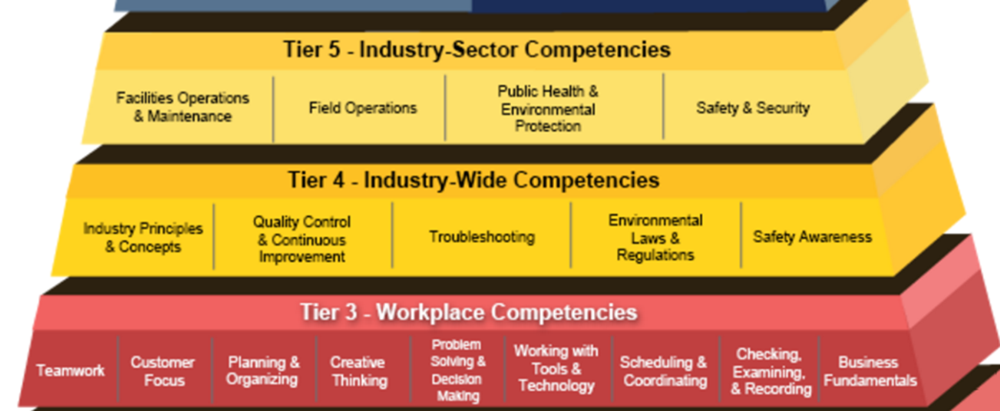 Tier 5 - Industry-Sector Competencies
Facilities Operations
& Maintenance
Field Operations
Public Health &
Environmental
Protection
Safety & Security
Tier 4 - Industry-Wide Competencies
Industry Principles
& Concepts
Quality Control
& Continuous
Improvement
Troubleshooting
Environmental
Laws &
Regulations
Safety Awareness
Tier 3 - Workplace Competencies
Teamwork
Customer
Focus
Planning &
Organizing
Creative
Thinking
Problem
Solving &
Decision
Making
Working with
Tools &
Technology
Scheduling &
Coordinating
Checking,
Examining,
& Recording
Business
Fundamentals